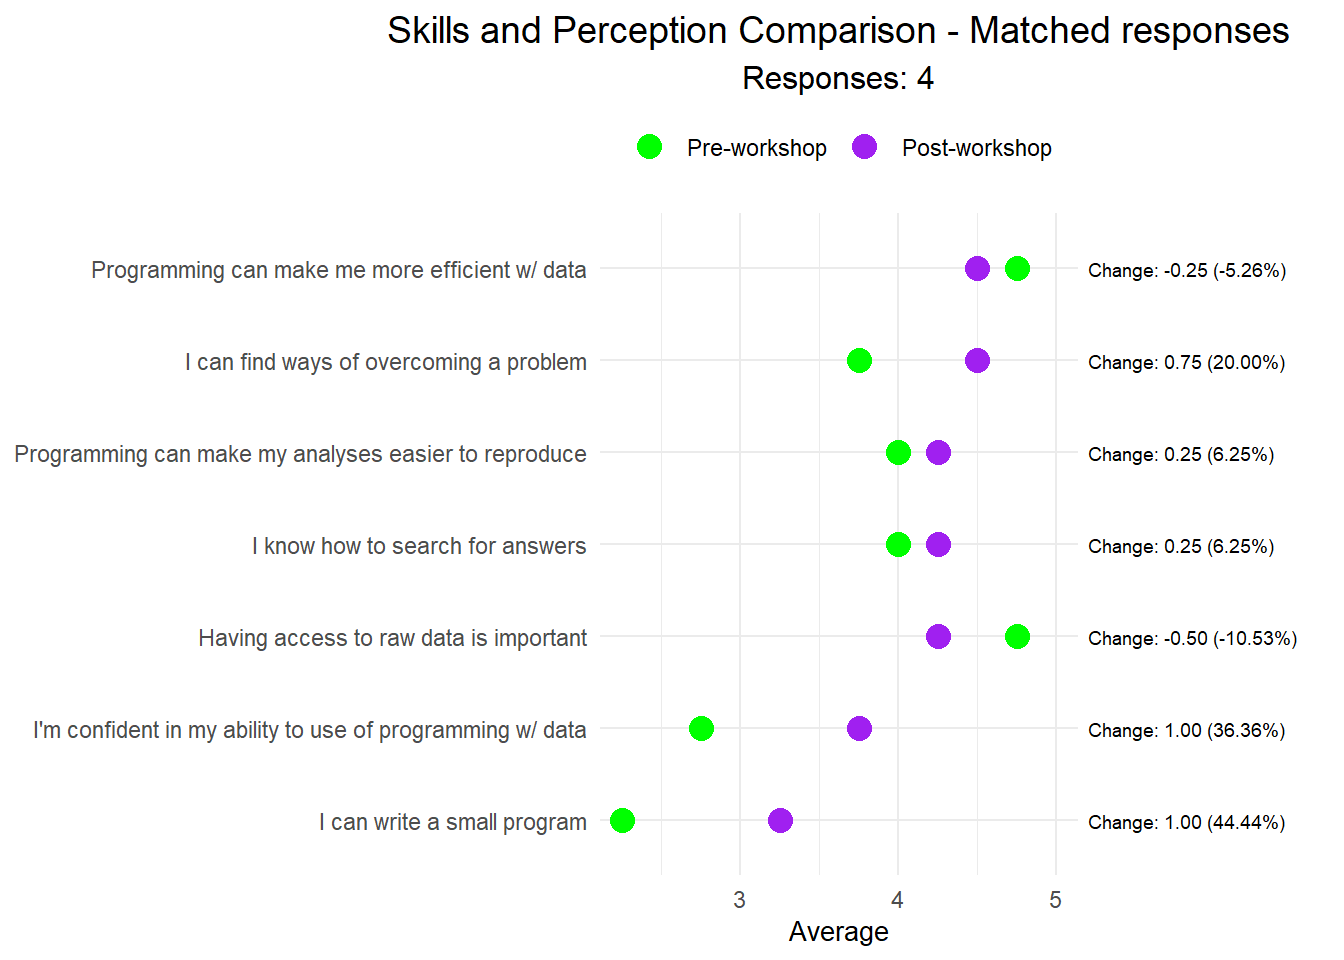 Skills and Perception Comparison - Matched responses
Responses: 4
Pre-workshop Post-workshop
Programming can make me more efficient w/ data Change: -0.25 (-5.26%)
I can find ways of overcoming a problem Change: 0.75 (20.00%)
Programming can make my analyses easier to reproduce Change: 0.25 (6.25%)
I know how to search for answers Change: 0.25 (6.25%)
Having access to raw data is important Change: -0.50 (-10.53%)
I'm confident in my ability to use of programming w/ data Change: 1.00 (36.36%)
I can write a small program Change: 1.00 (44.44%)
3 4 5
Average